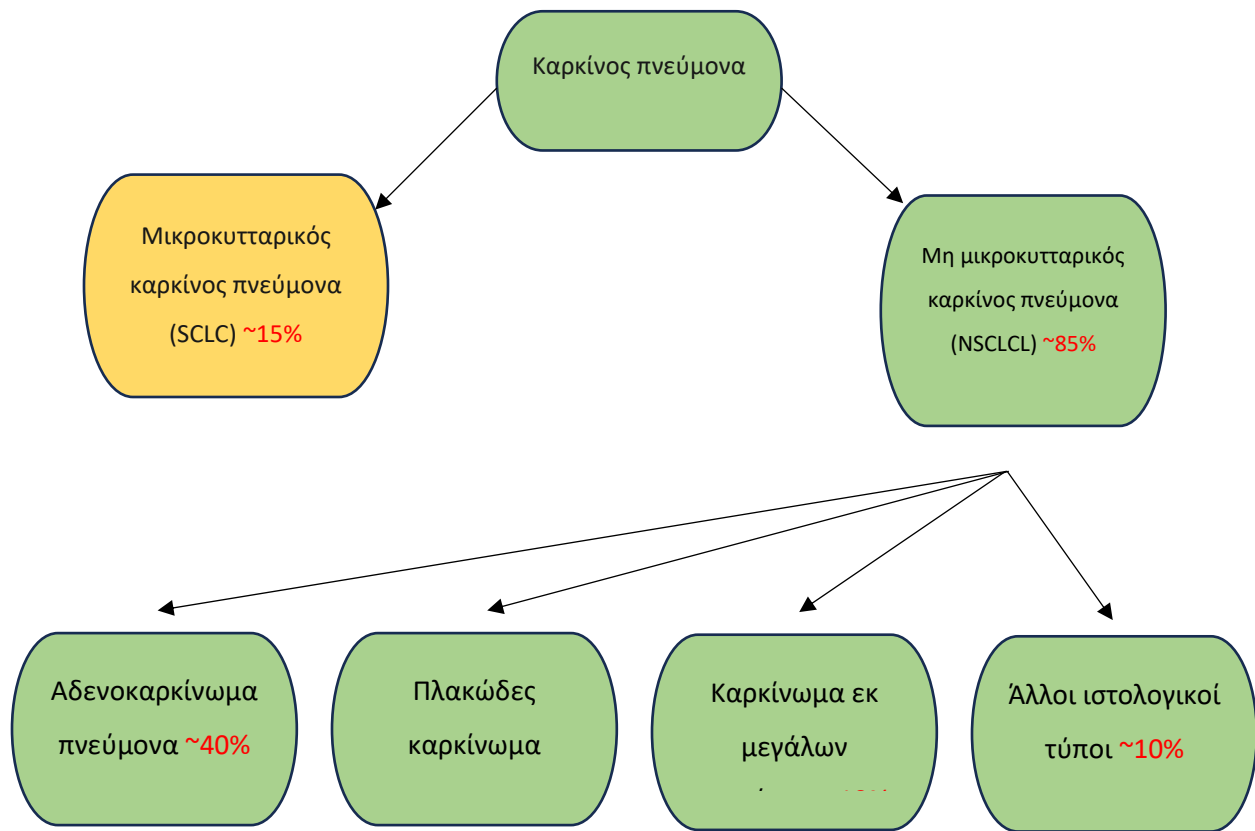 Καρκίνος πνεύμονα
Μικροκυτταρικός
καρκίνος πνεύμονα
(SCLC) ~15%
Μη μικροκυτταρικός
καρκίνος πνεύμονα
(NSCLCL) ~85%
Αδενοκαρκίνωμα
πνεύμονα ~40%
Πλακώδες
καρκίνωμα
Καρκίνωμα εκ
μεγάλων
Άλλοι ιστολογικοί
τύποι ~10%